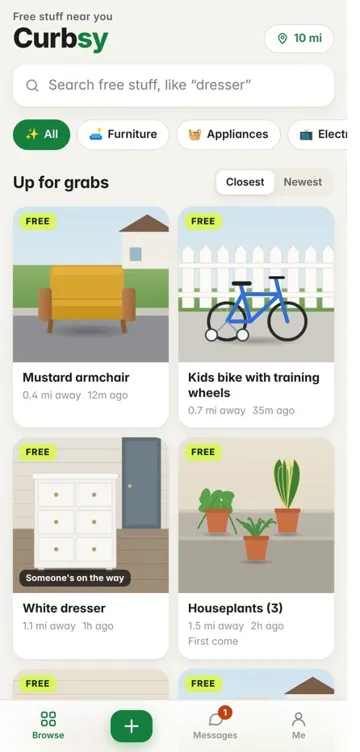 Free stuff near you
Curbsy
10 mi
Search free stuff, like “dresser”
All
Furniture
Appliances
Electr
Up for grabs
Closest
Newest
FREE
FREE
Mustard armchair
0.4 mi away 12m ago
Kids bike with training
wheels
0.7 mi away 35m ago
FREE
Someone's on the way
FREE
White dresser
1.1 mi away 1h ago
Houseplants (3)
1.5 mi away 2h ago
First come
FREE
FREE
Browse
1
Messages
Me